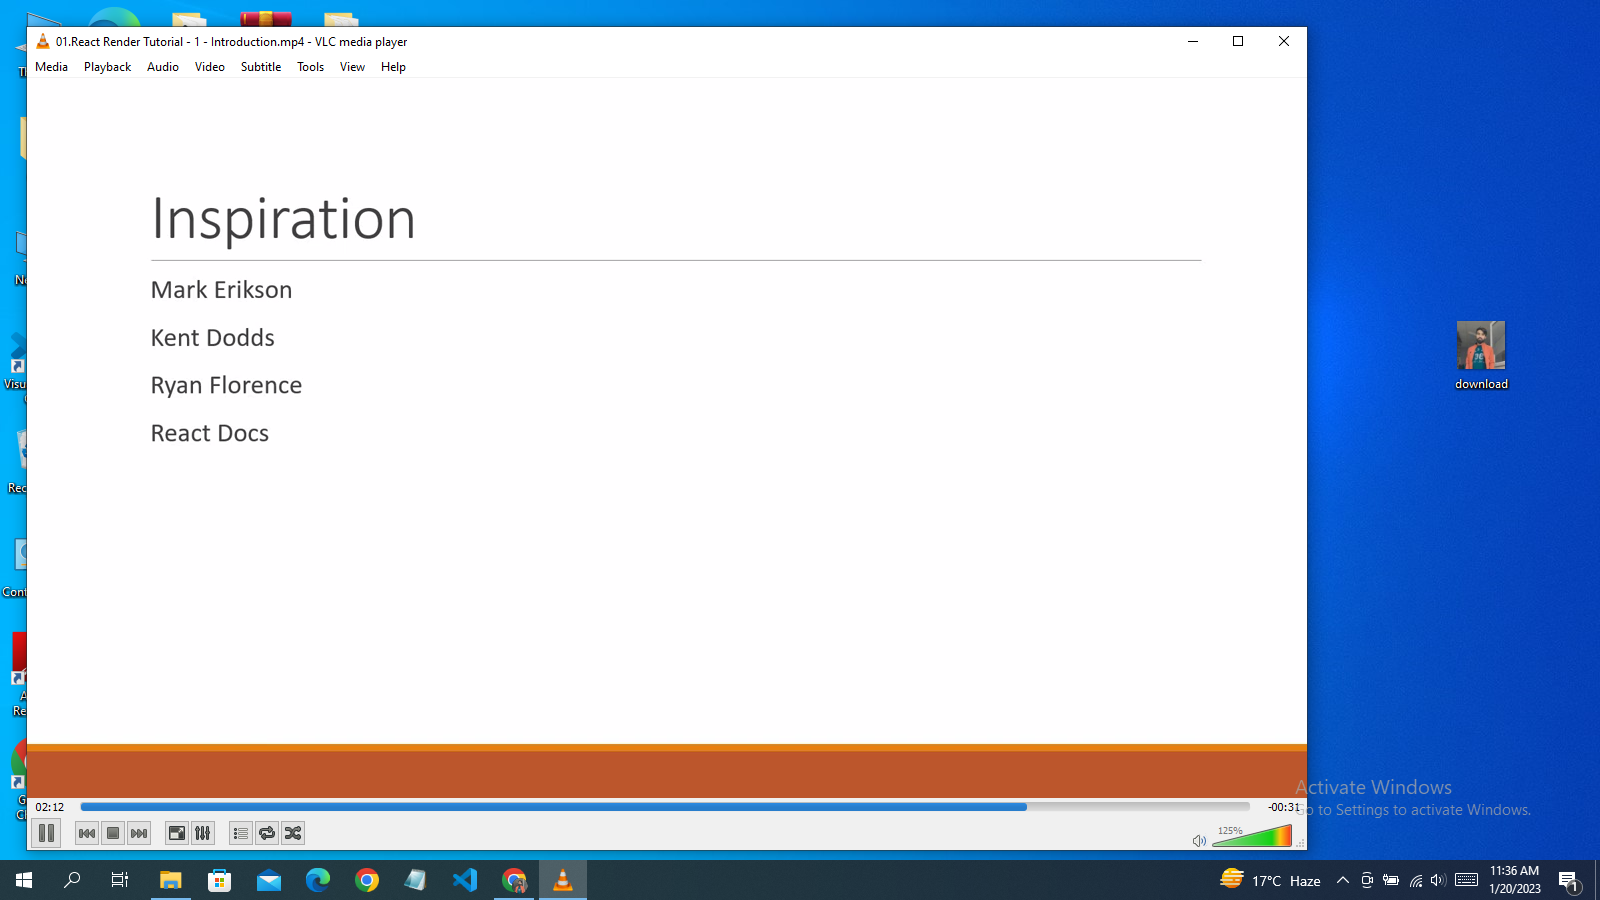 01.React Render Tutorial - 1 - Introduction.mp4 - VLC media player
Media Playback Audio Video Subtitle Tools View Help
Inspiration
Mark Erikson
Kent Dodds
Ryan Florence
React Docs
download
02:12
-00:31
125%
Activate Windows
Go to Settings to activate Windows.
17°C Haze
11:36 AM
1/20/2023
1